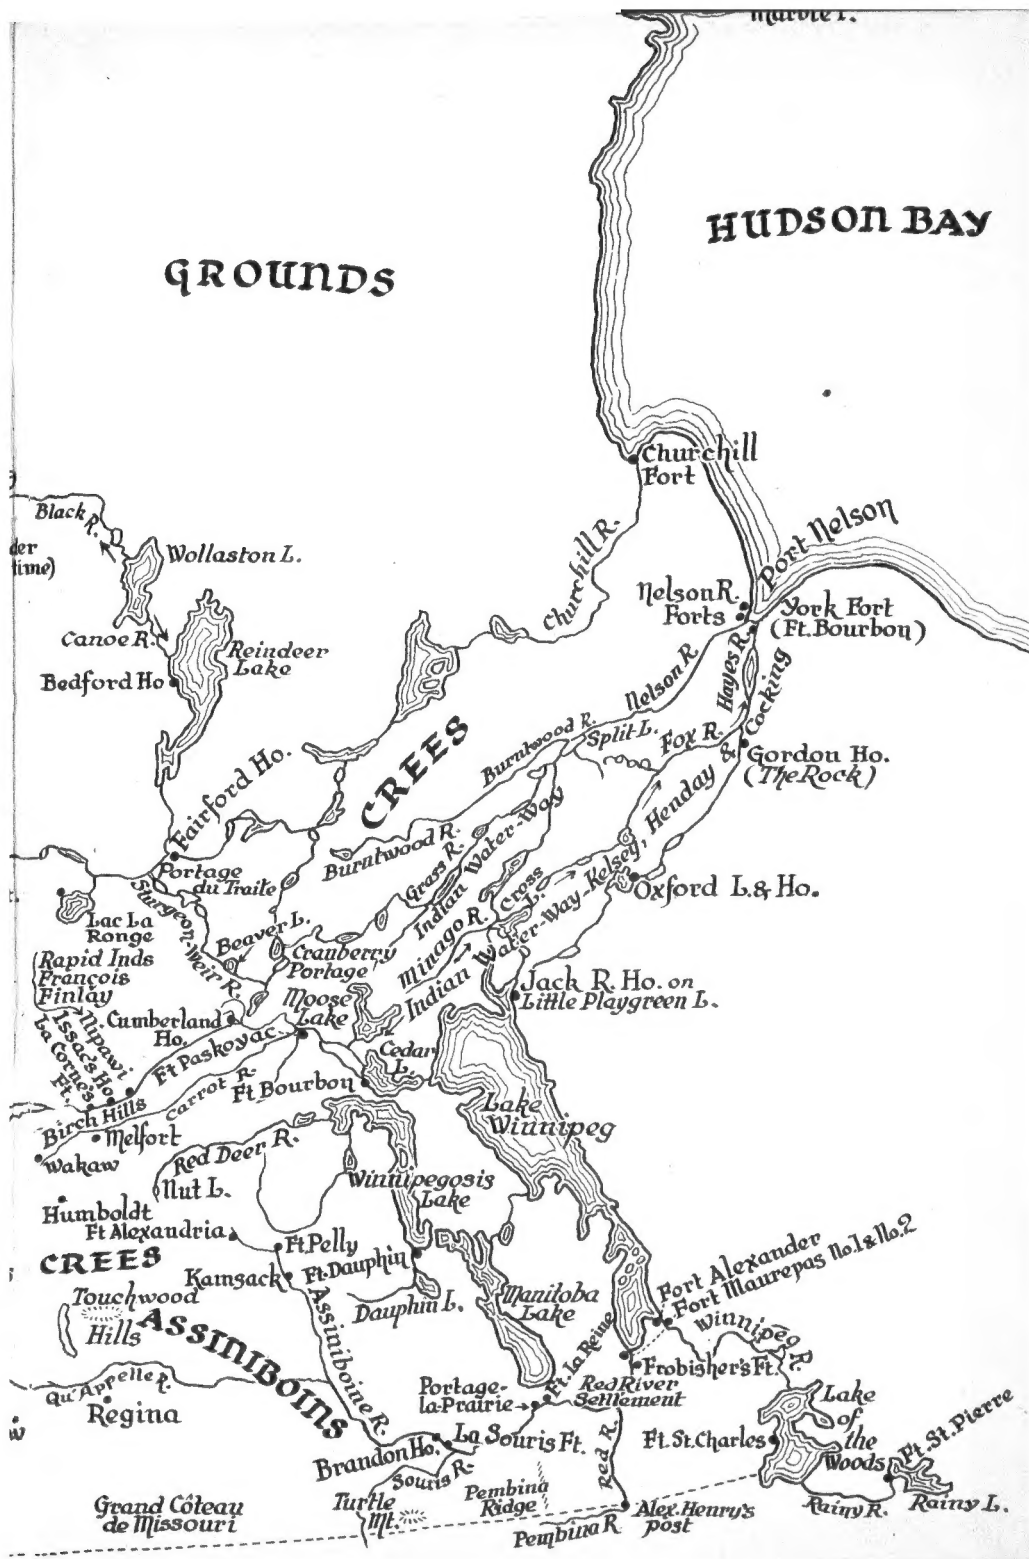 Marble I.
HUDSON BAY
GROUNDS
Churchill
Fort
Black R.
der
time)
Wollaston L.
Churchill R.
Port Nelson
Nelson R.
Forts
York Fort
(Ft. Bourbon)
Canoe R.
Reindeer
Lake
Bedford Ho
Nelson R.
Hayes R.
Burntwood R.
Split L.
Fox R.
CREES
Fairford Ho.
Gordon Ho.
(The Rock)
Burntwood R.
Grass R.
Indian Water-Way
Portage
du Traite
Sturgeon-Weir R.
Minago R.
Cross
L.
Indian Water-Way-Kelsey, Henday & Cocking
Oxford L. & Ho.
Lac La
Ronge
Beaver L.
Cranberry
Portage
Rapid Inds
François
Finlay
Jack R. Ho. on
Little Playgreen L.
Moose
Lake
Cumberland
Ho.
Nipawi
Issac's Ho
La Corne's
Ft.
Ft Paskoyac
Cedar
L.
Carrot R.
Ft Bourbon
Birch Hills
Melfort
Wakaw
Lake
Winnipeg
Red Deer R.
Nut L.
Winnipegosis
Lake
Humboldt
Ft Alexandria
CREES
Ft Pelly
Kamsack
Ft. Dauphin
Dauphin L.
Touchwood
Hills
ASSINIBOINS
Assiniboine R.
Manitoba
Lake
Fort Alexander
Fort Maurepas No.1 & No.2
Winnipeg R.
Ft. La Reine
Frobisher's Ft.
Red River
Settlement
Portage-
la-Prairie
Qu'Appelle R.
Regina
w
Brandon Ho.
La Souris Ft.
Souris R.
Red R.
Ft. St. Charles
Lake
of
the
Woods
Ft. St. Pierre
Grand Côteau
de Missouri
Turtle
Mt.
Pembina
Ridge
Pembina R
Alex. Henry's
post
Rainy R.
Rainy L.